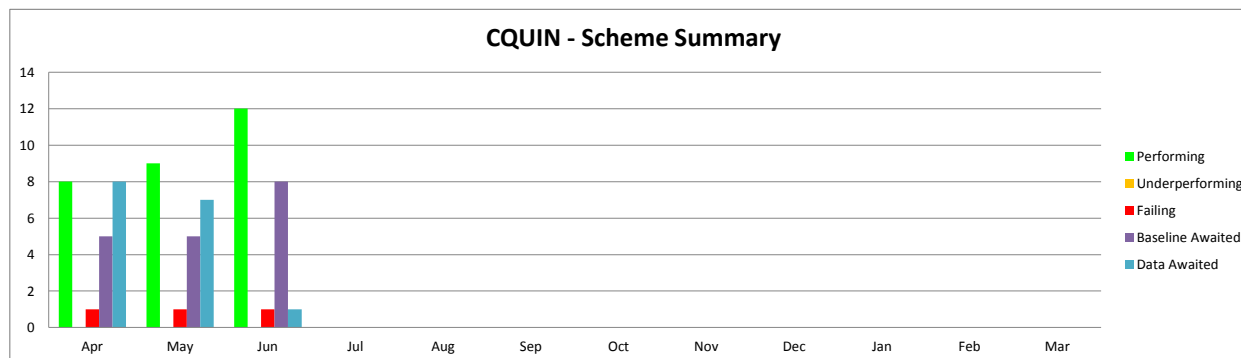 CQUIN - Scheme Summary
14
12
10
8
6
4
2
0
Apr May Jun Jul Aug Sep Oct Nov Dec Jan Feb Mar
Performing
Underperforming
Failing
Baseline Awaited
Data Awaited